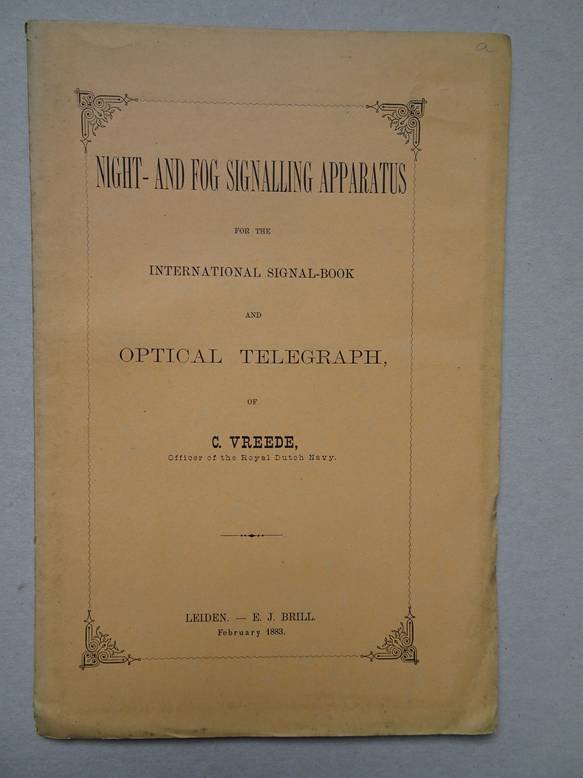 a
NIGHT- AND FOG SIGNALLING APPARATUS
FOR THE
INTERNATIONAL SIGNAL-BOOK
AND
OPTICAL TELEGRAPH,
OF
C. VREEDE,
Officer of the Royal Dutch Navy.
LEIDEN. — E. J. BRILL.
February 1883.